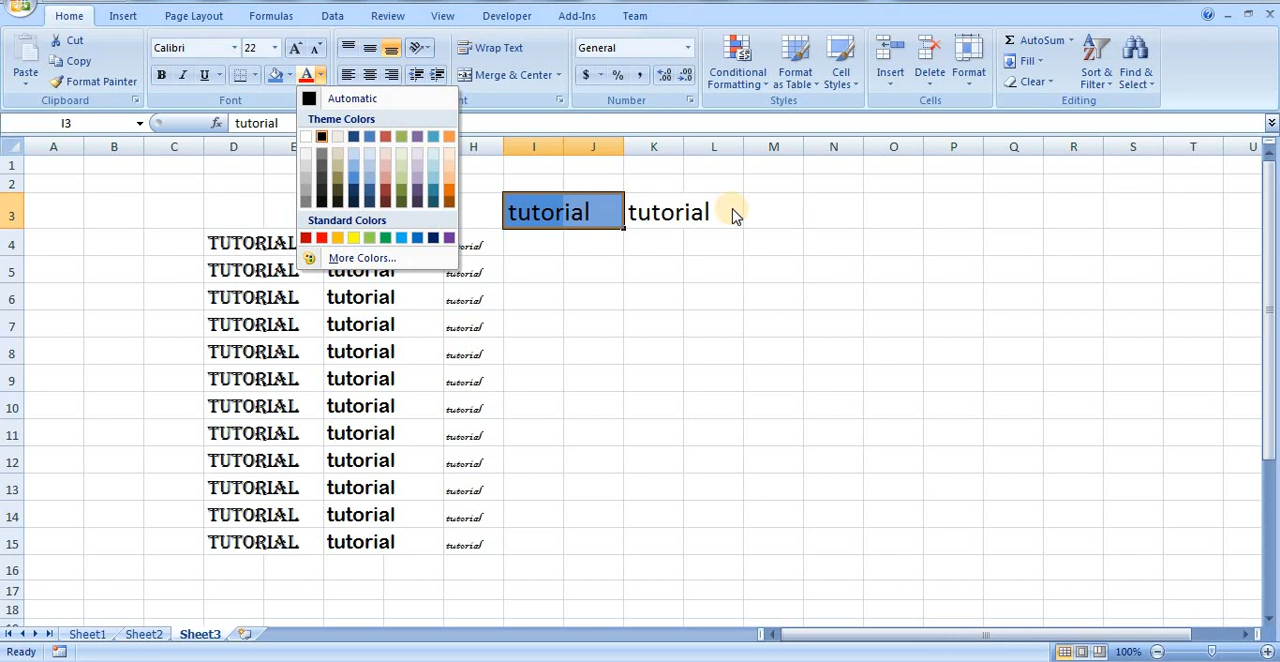 Home Insert Page Layout Formulas Data Review View Developer Add-Ins Team
Cut Calibri 22 A A Wrap Text General AutoSum
Paste Copy Fill
Format Painter B I U A Merge & Center $ % , .00 .0 Conditional Formatting Format as Table Cell Styles Insert Delete Format Clear Sort & Filter Find & Select
Clipboard Font Number Styles Cells Editing
Automatic
I3 fx tutorial
Theme Colors
A B C D E H I J K L M N O P Q R S T U
1
2
3 tutorial tutorial
Standard Colors
4 TUTORIAL tutorial
More Colors...
5 TUTORIAL tutorial tutorial
6 TUTORIAL tutorial tutorial
7 TUTORIAL tutorial tutorial
8 TUTORIAL tutorial tutorial
9 TUTORIAL tutorial tutorial
10 TUTORIAL tutorial tutorial
11 TUTORIAL tutorial tutorial
12 TUTORIAL tutorial tutorial
13 TUTORIAL tutorial tutorial
14 TUTORIAL tutorial tutorial
15 TUTORIAL tutorial tutorial
16
17
18
Sheet1 Sheet2 Sheet3
Ready 100%